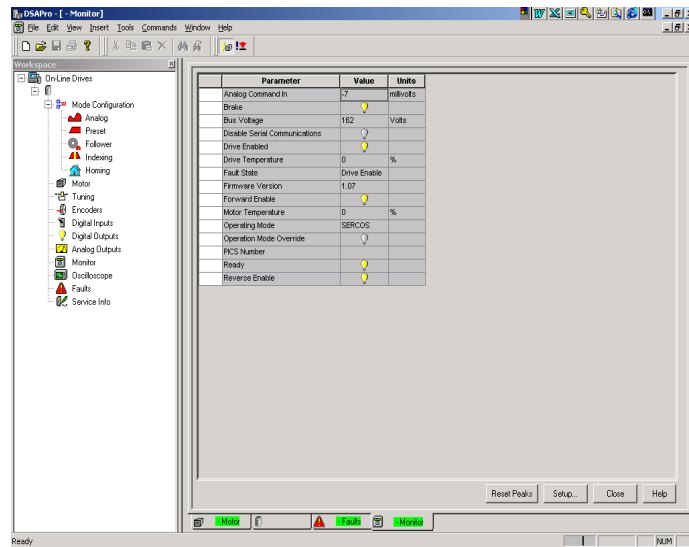 DSAPro - [ - Monitor]
File Edit View Insert Tools Commands Window Help
Workspace
On-Line Drives
Mode Configuration
Analog
Preset
Follower
Indexing
Homing
Motor
Tuning
Encoders
Digital Inputs
Digital Outputs
Analog Outputs
Monitor
Oscilloscope
Faults
Service Info
Parameter Value Units
Analog Command In -7 millivolts
Brake
Bus Voltage 162 Volts
Disable Serial Communications
Drive Enabled
Drive Temperature 0 %
Fault State Drive Enable
Firmware Version 1.07
Forward Enable
Motor Temperature 0 %
Operating Mode SERCOS
Operation Mode Override
PICS Number
Ready
Reverse Enable
Reset Peaks Setup... Close Help
- Motor - Faults - Monitor
Ready NUM